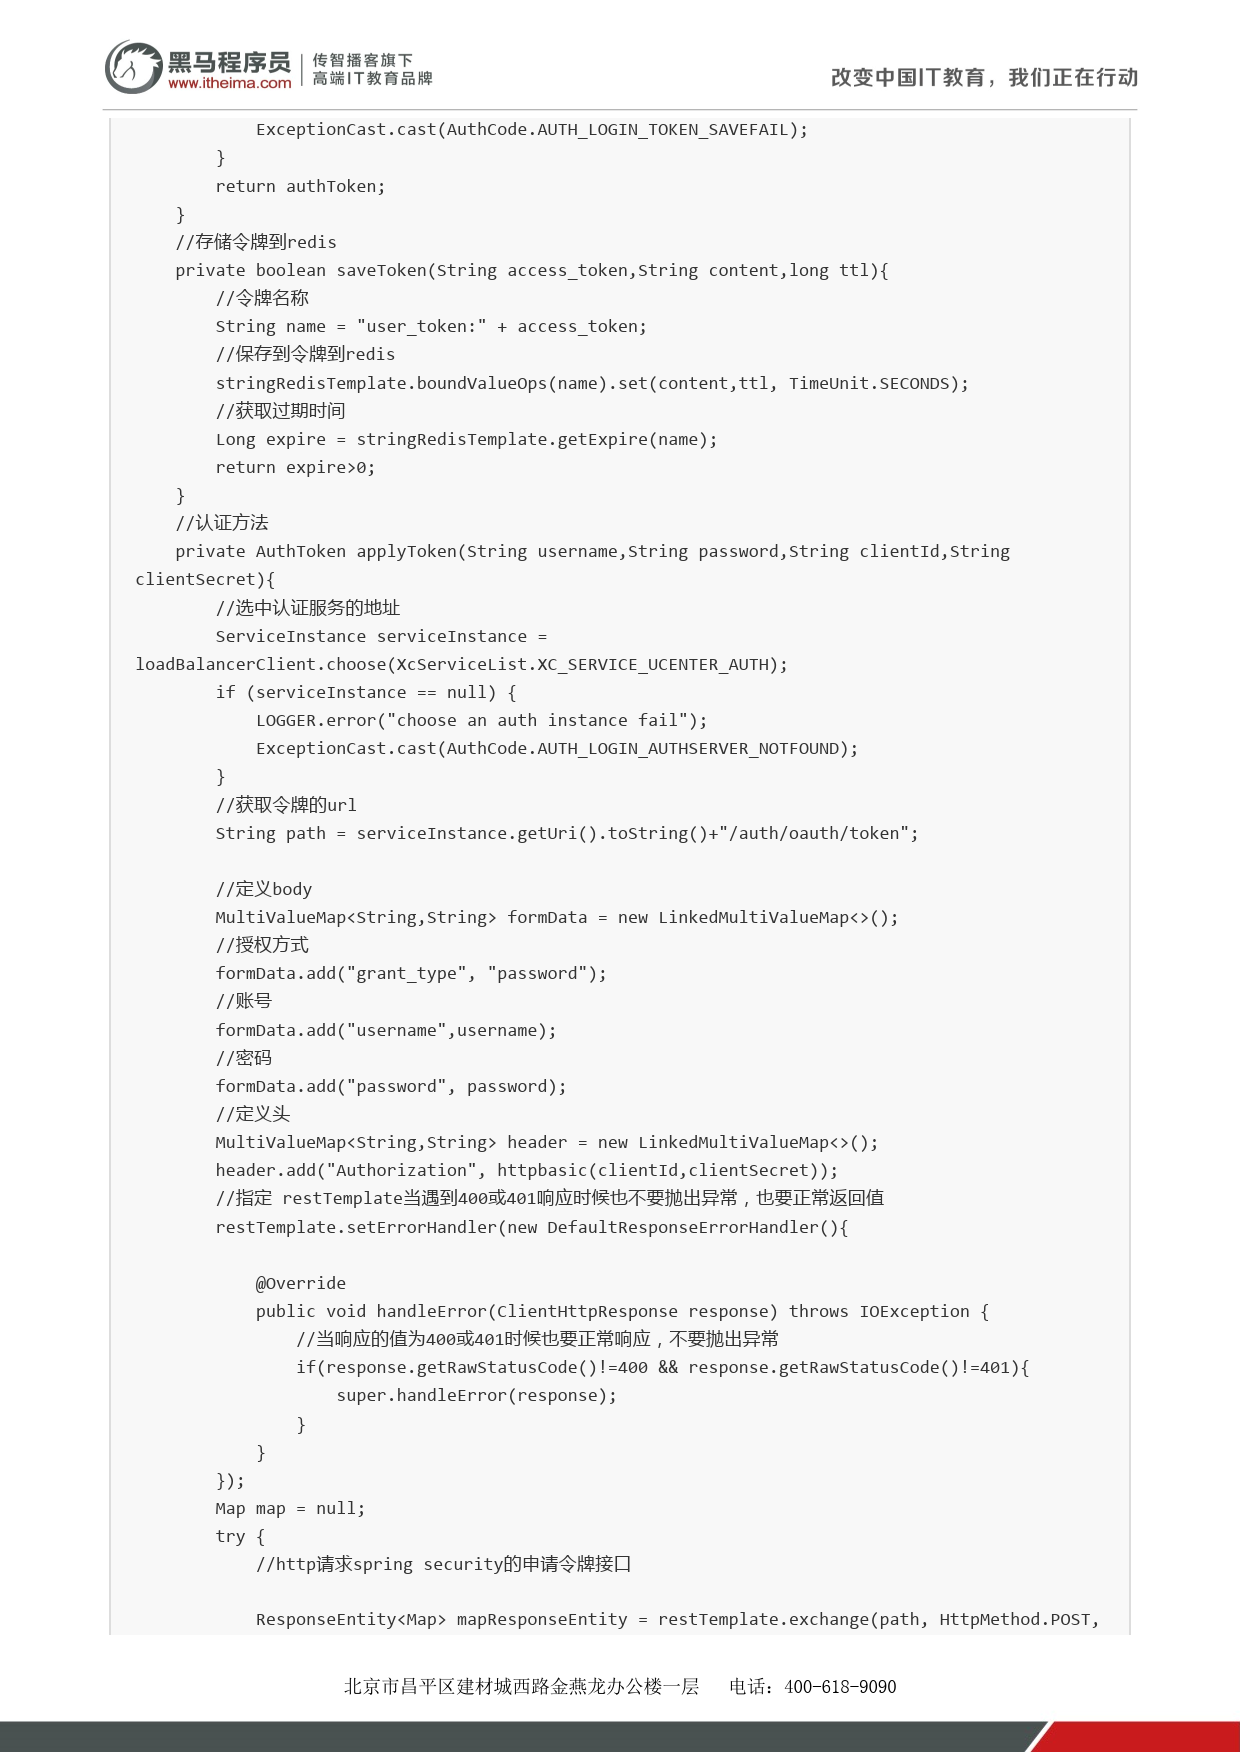 黑马程序员
www.itheima.com
传智播客旗下
高端IT教育品牌
改变中国IT教育，我们正在行动
            ExceptionCast.cast(AuthCode.AUTH_LOGIN_TOKEN_SAVEFAIL);
        }
        return authToken;
    }
    //存储令牌到redis
    private boolean saveToken(String access_token,String content,long ttl){
        //令牌名称
        String name = "user_token:" + access_token;
        //保存到令牌到redis
        stringRedisTemplate.boundValueOps(name).set(content,ttl, TimeUnit.SECONDS);
        //获取过期时间
        Long expire = stringRedisTemplate.getExpire(name);
        return expire>0;
    }
    //认证方法
    private AuthToken applyToken(String username,String password,String clientId,String
clientSecret){
        //选中认证服务的地址
        ServiceInstance serviceInstance =
loadBalancerClient.choose(XcServiceList.XC_SERVICE_UCENTER_AUTH);
        if (serviceInstance == null) {
            LOGGER.error("choose an auth instance fail");
            ExceptionCast.cast(AuthCode.AUTH_LOGIN_AUTHSERVER_NOTFOUND);
        }
        //获取令牌的url
        String path = serviceInstance.getUri().toString()+"/auth/oauth/token";

        //定义body
        MultiValueMap<String,String> formData = new LinkedMultiValueMap<>();
        //授权方式
        formData.add("grant_type", "password");
        //账号
        formData.add("username",username);
        //密码
        formData.add("password", password);
        //定义头
        MultiValueMap<String,String> header = new LinkedMultiValueMap<>();
        header.add("Authorization", httpbasic(clientId,clientSecret));
        //指定 restTemplate当遇到400或401响应时候也不要抛出异常，也要正常返回值
        restTemplate.setErrorHandler(new DefaultResponseErrorHandler(){

            @Override
            public void handleError(ClientHttpResponse response) throws IOException {
                //当响应的值为400或401时候也要正常响应，不要抛出异常
                if(response.getRawStatusCode()!=400 && response.getRawStatusCode()!=401){
                    super.handleError(response);
                }
            }
        });
        Map map = null;
        try {
            //http请求spring security的申请令牌接口

            ResponseEntity<Map> mapResponseEntity = restTemplate.exchange(path, HttpMethod.POST,
北京市昌平区建材城西路金燕龙办公楼一层 电话：400-618-9090